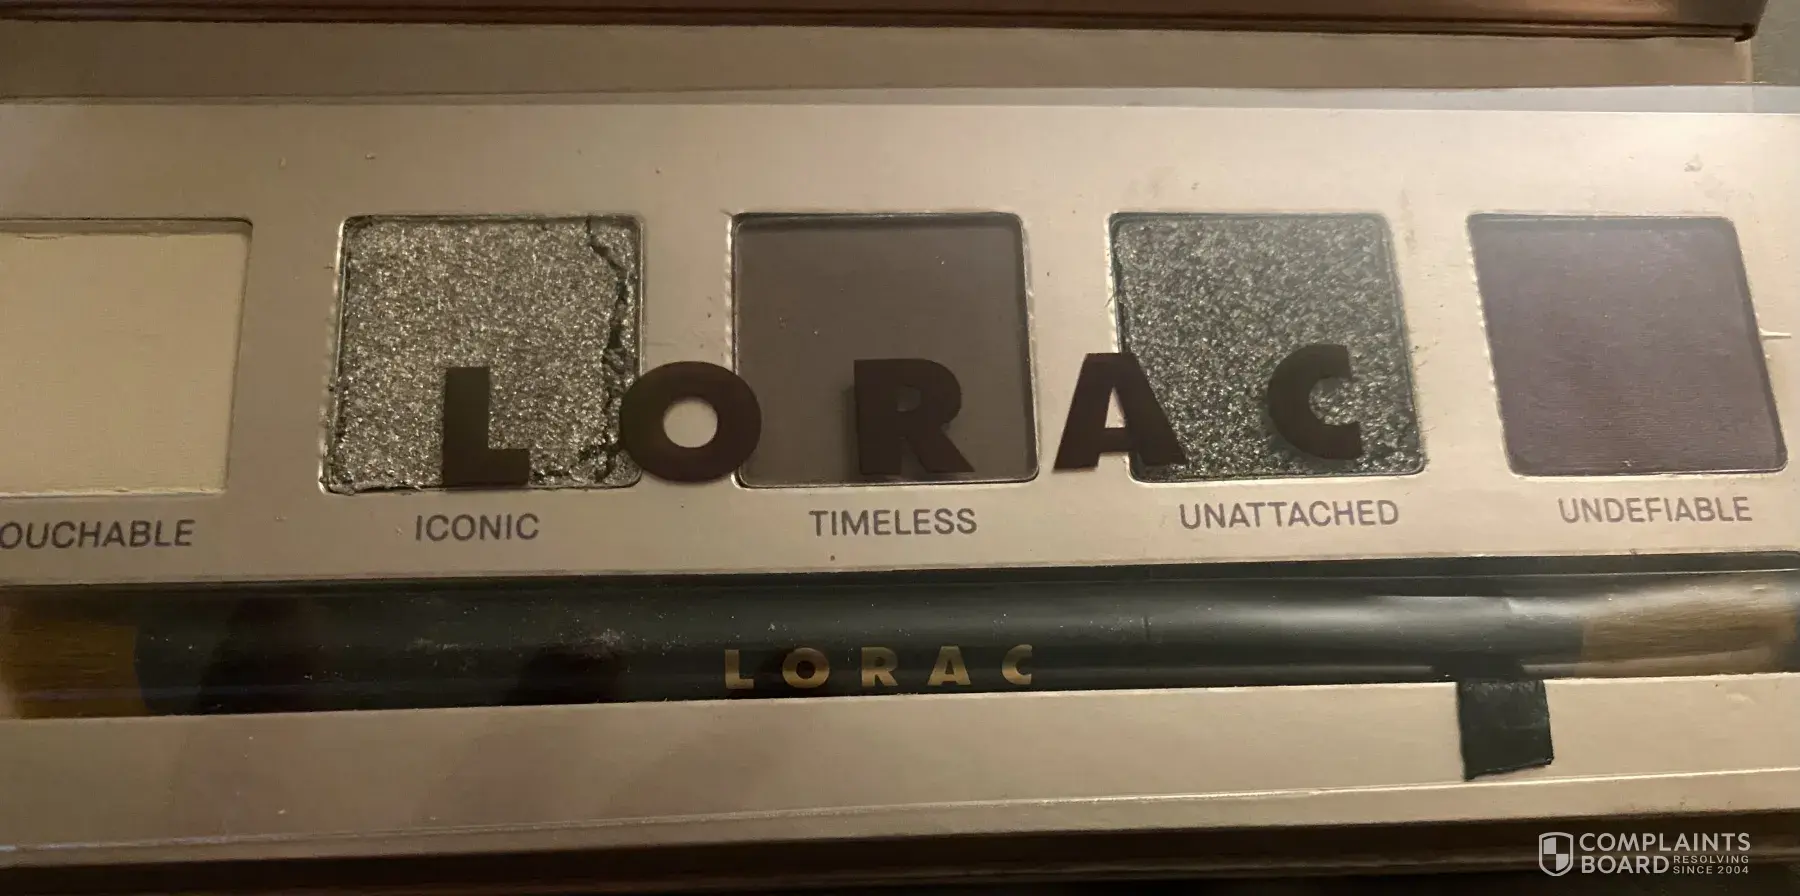 LORAC
OUCHABLE
ICONIC
TIMELESS
UNATTACHED
UNDEFIABLE
LORAC
COMPLAINTS
BOARD RESOLVING
SINCE 2004